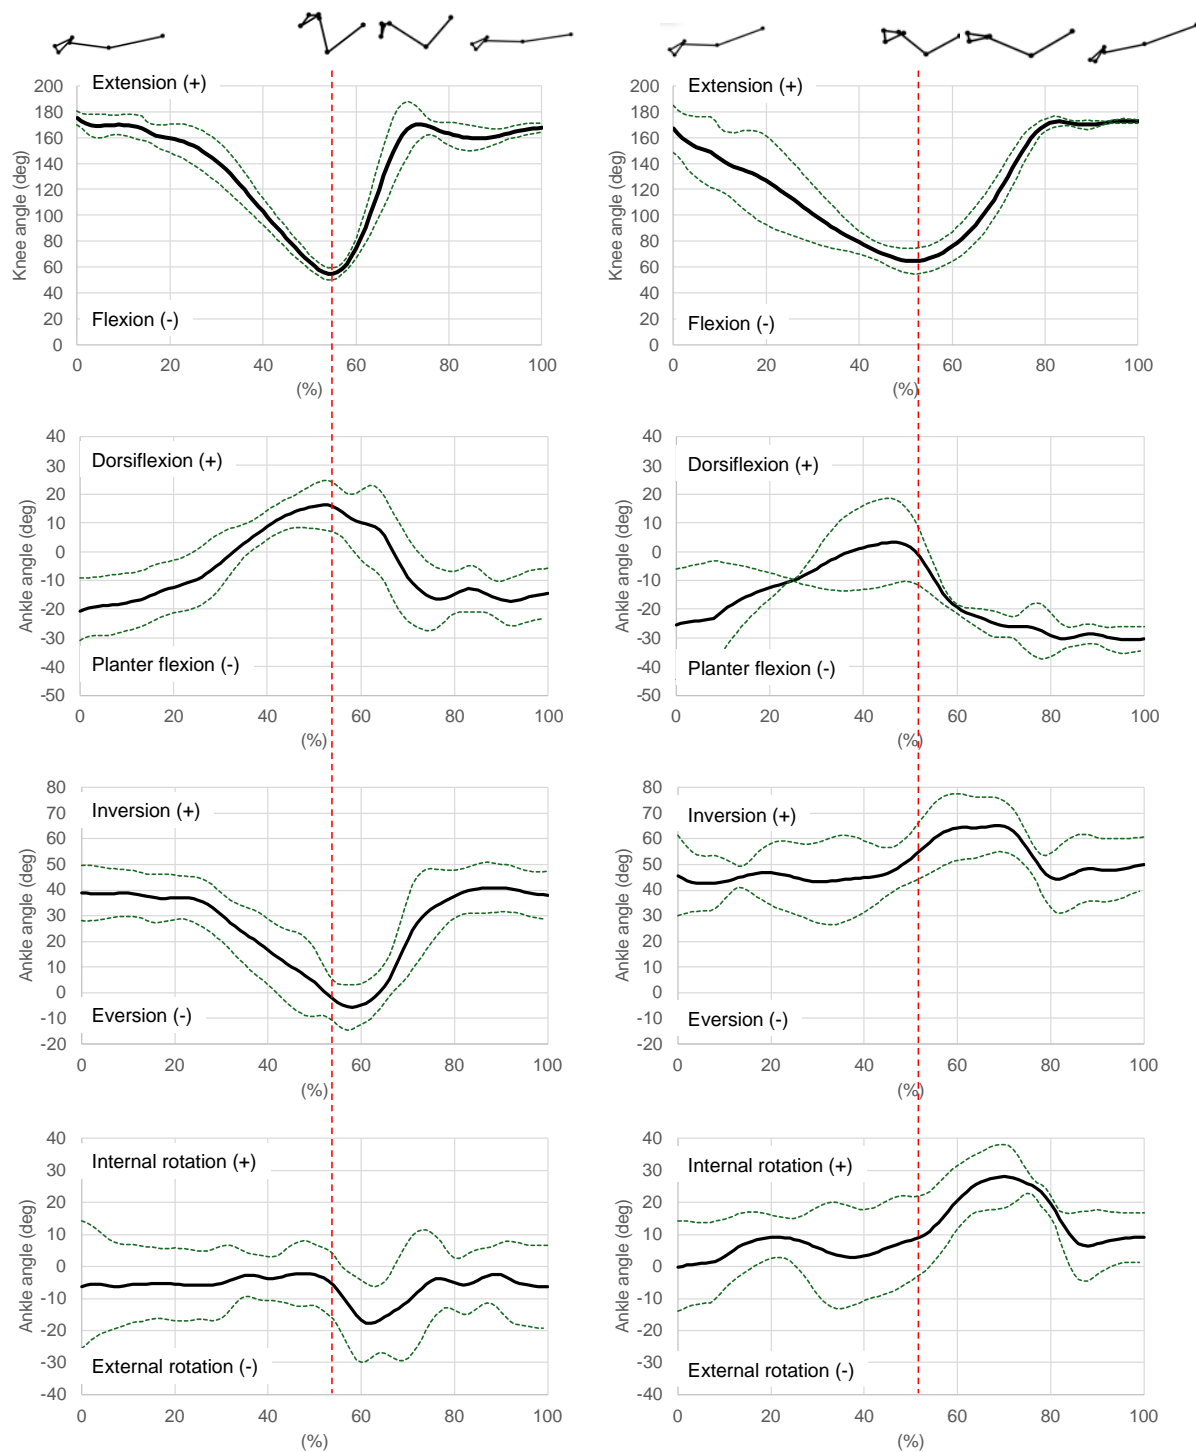 Extension (+)
200
180
160
140
120
100
80
60
40
20
0
Knee angle (deg)
Flexion (-)
0 20 40 60 80 100
(%)
Extension (+)
200
180
160
140
120
100
80
60
40
20
0
Knee angle (deg)
Flexion (-)
0 20 40 60 80 100
(%)
Dorsiflexion (+)
40
30
20
10
0
-10
-20
-30
-40
-50
Ankle angle (deg)
Planter flexion (-)
0 20 40 60 80 100
(%)
Dorsiflexion (+)
40
30
20
10
0
-10
-20
-30
-40
-50
Ankle angle (deg)
Planter flexion (-)
0 20 40 60 80 100
(%)
Inversion (+)
80
70
60
50
40
30
20
10
0
-10
-20
Ankle angle (deg)
Eversion (-)
0 20 40 60 80 100
(%)
Inversion (+)
80
70
60
50
40
30
20
10
0
-10
-20
Ankle angle (deg)
Eversion (-)
0 20 40 60 80 100
(%)
Internal rotation (+)
40
30
20
10
0
-10
-20
-30
-40
Ankle angle (deg)
External rotation (-)
0 20 40 60 80 100
(%)
Internal rotation (+)
40
30
20
10
0
-10
-20
-30
-40
Ankle angle (deg)
External rotation (-)
0 20 40 60 80 100
(%)